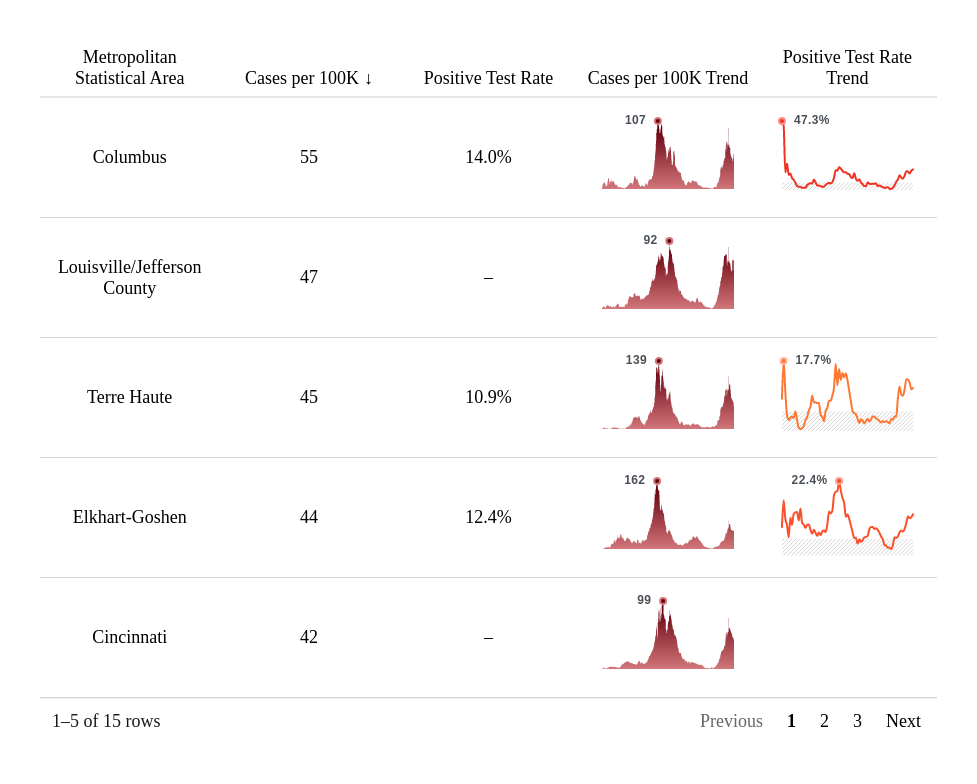 Metropolitan
Statistical Area
Cases per 100K ↓
Positive Test Rate
Cases per 100K Trend
Positive Test Rate
Trend
Columbus
55
14.0%
107
47.3%
Louisville/Jefferson
County
47
–
92
Terre Haute
45
10.9%
139
17.7%
Elkhart-Goshen
44
12.4%
162
22.4%
Cincinnati
42
–
99
1–5 of 15 rows
Previous 1 2 3 Next